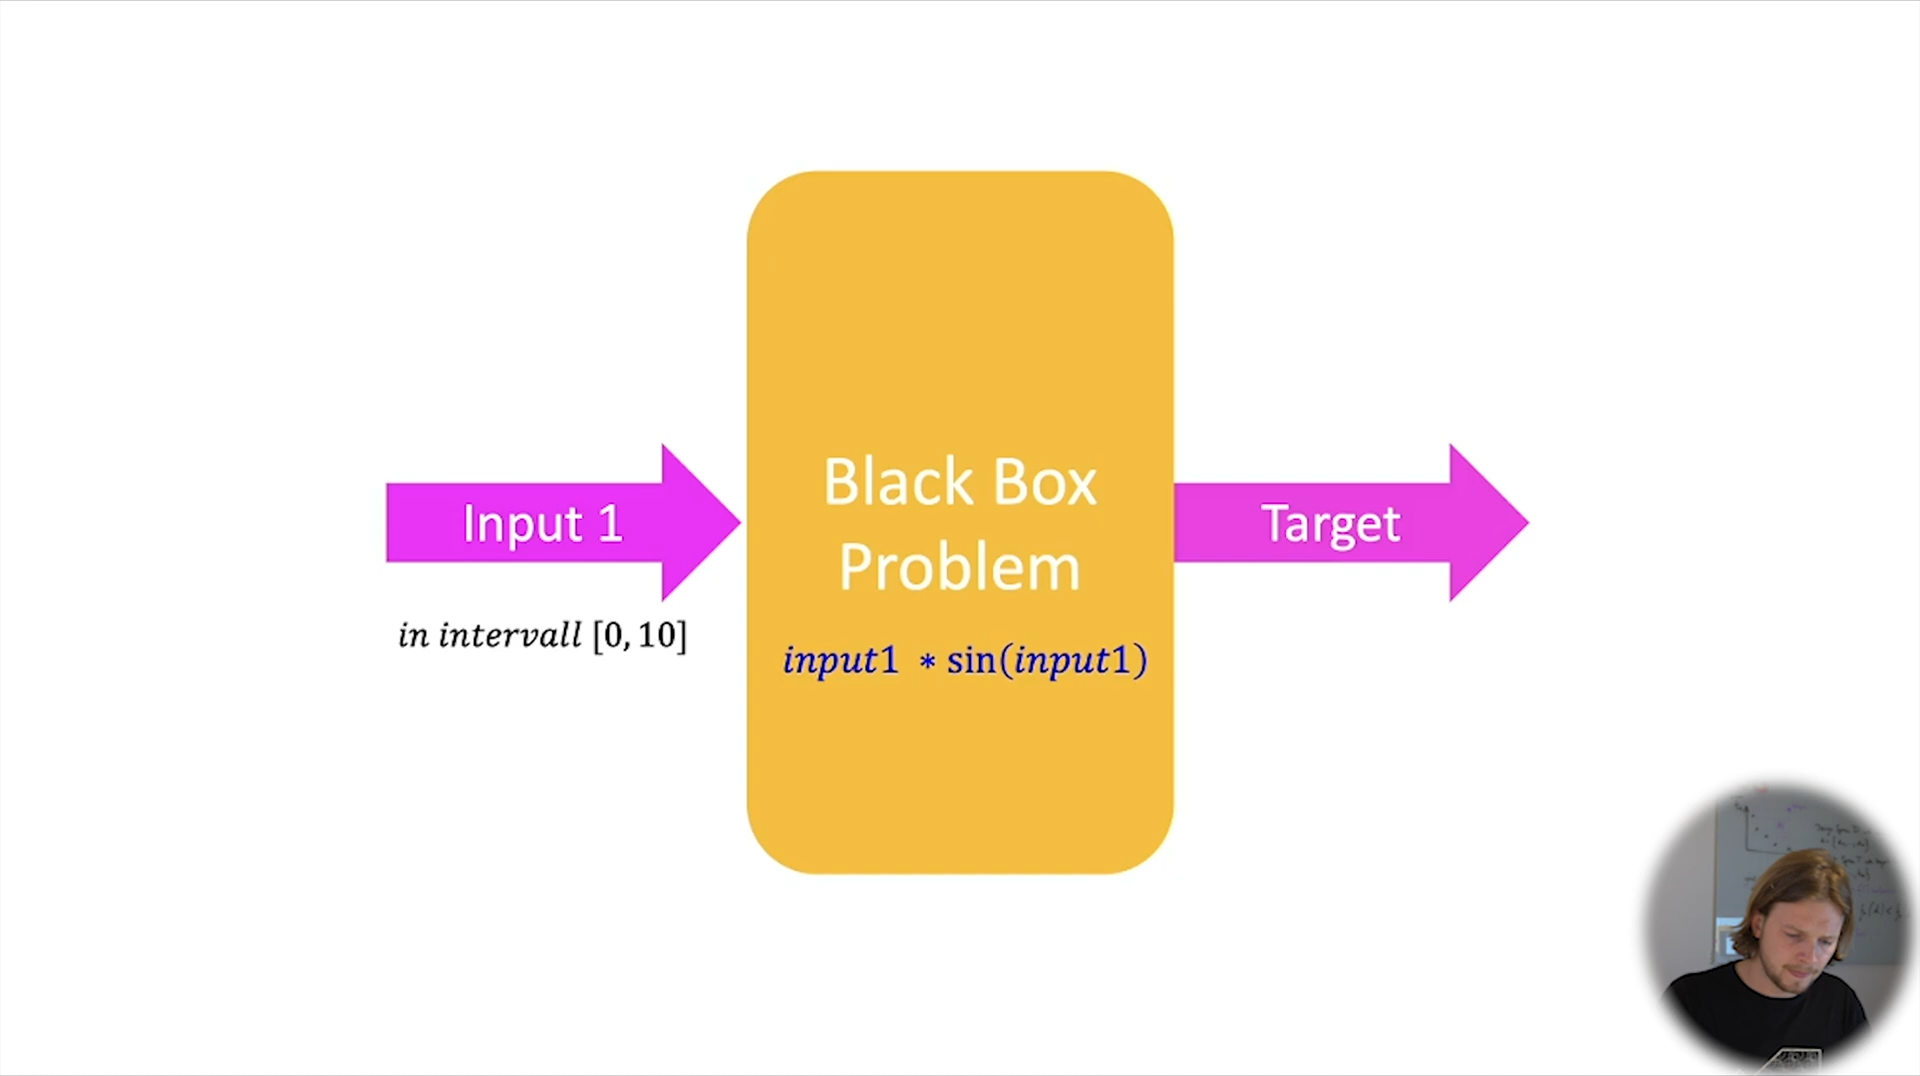 Black Box
Problem
Input 1
Target
in intervall [0, 10]
input1 * sin(input1)